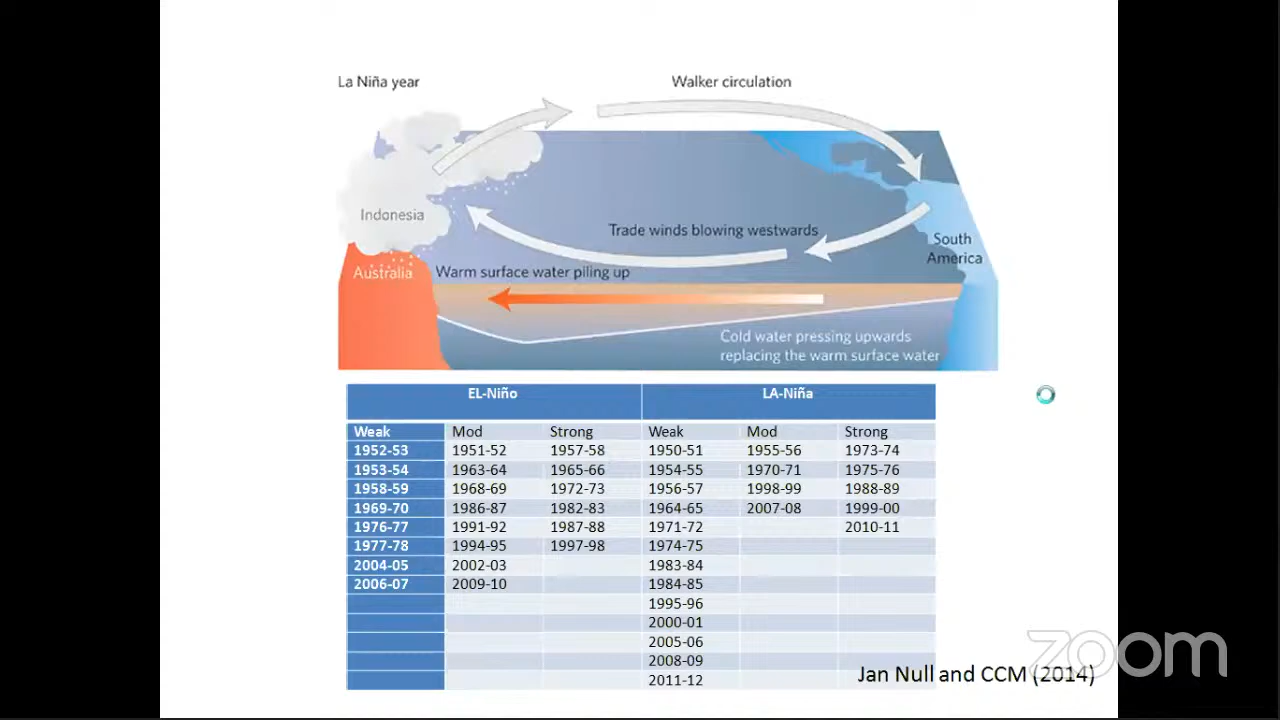 La Niña year
Walker circulation
Indonesia
Trade winds blowing westwards
South
America
Australia
Warm surface water piling up
Cold water pressing upwards
replacing the warm surface water
EL-Niño LA-Niña
Weak Mod Strong Weak Mod Strong
1952-53 1951-52 1957-58 1950-51 1955-56 1973-74
1953-54 1963-64 1965-66 1954-55 1970-71 1975-76
1958-59 1968-69 1972-73 1956-57 1998-99 1988-89
1969-70 1986-87 1982-83 1964-65 2007-08 1999-00
1976-77 1991-92 1987-88 1971-72 2010-11
1977-78 1994-95 1997-98 1974-75
2004-05 2002-03 1983-84
2006-07 2009-10 1984-85
1995-96
2000-01
2005-06
2008-09
2011-12
Jan Null and CCM (2014)
zoom